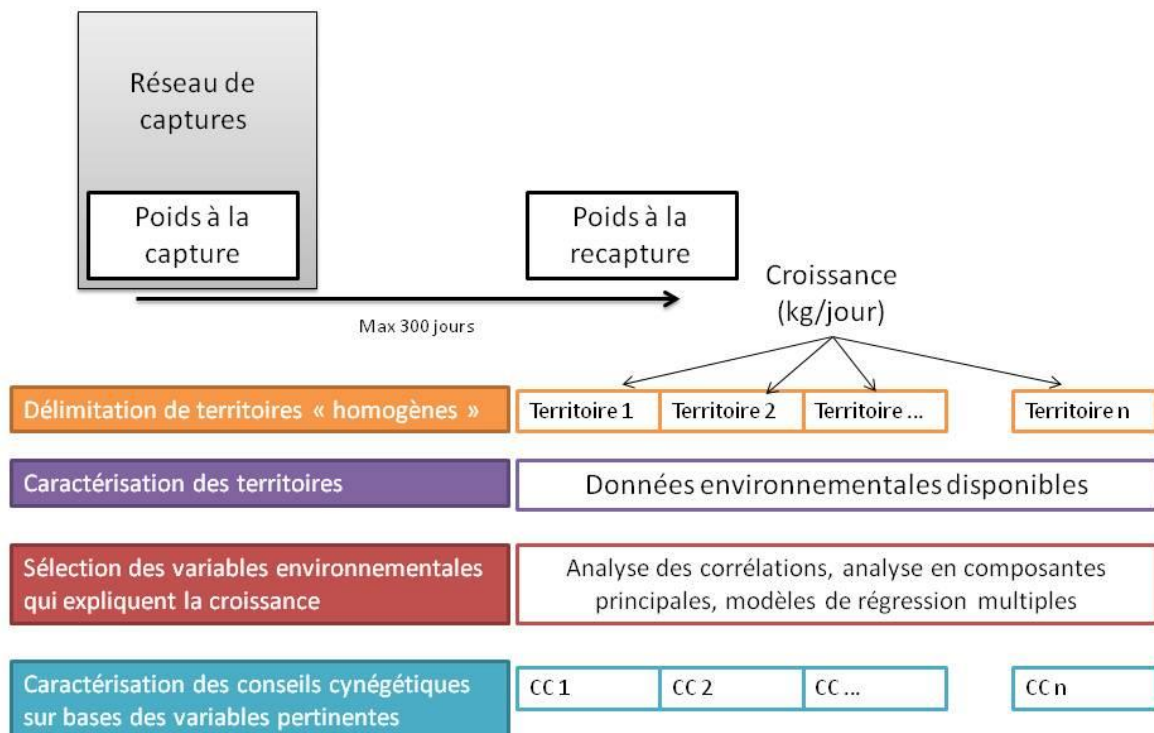 Réseau de
captures
Poids à la
capture
Poids à la
recapture
Max 300 jours
Croissance
(kg/jour)
Délimitation de territoires « homogènes »
Territoire 1
Territoire 2
Territoire ...
Territoire n
Caractérisation des territoires
Données environnementales disponibles
Sélection des variables environnementales
qui expliquent la croissance
Analyse des corrélations, analyse en composantes
principales, modèles de régression multiples
Caractérisation des conseils cynégétiques
sur bases des variables pertinentes
CC 1
CC 2
CC ...
CC n